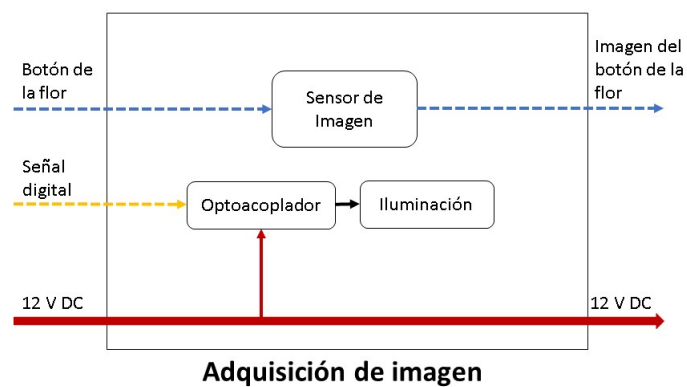 Botón de
la flor
Sensor de
Imagen
Imagen del
botón de la
flor
Señal
digital
Optoacoplador
Iluminación
12 V DC
12 V DC
Adquisición de imagen